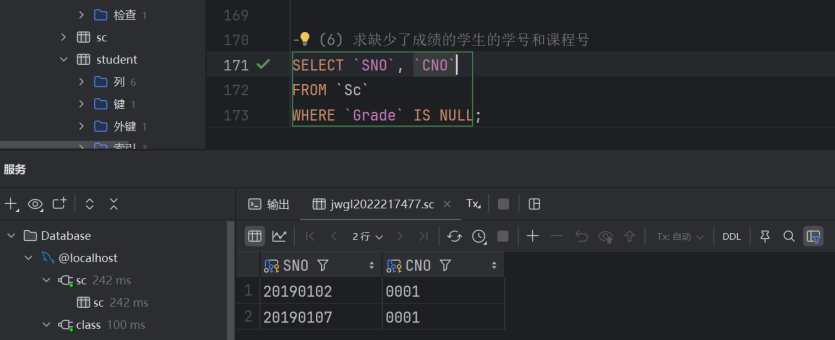 检查 1
sc
student
列 6
键 1
外键 1
索引 3
169
170 -- (6) 求缺少了成绩的学生的学号和课程号
171 SELECT `SNO`, `CNO`
172 FROM `Sc`
173 WHERE `Grade` IS NULL;
服务
输出 jwgl2022217477.sc × Tx
2 行 Tx: 自动 DDL
Database
@localhost
sc 242 ms
sc 242 ms
class 100 ms
SNO CNO
1 20190102 0001
2 20190107 0001